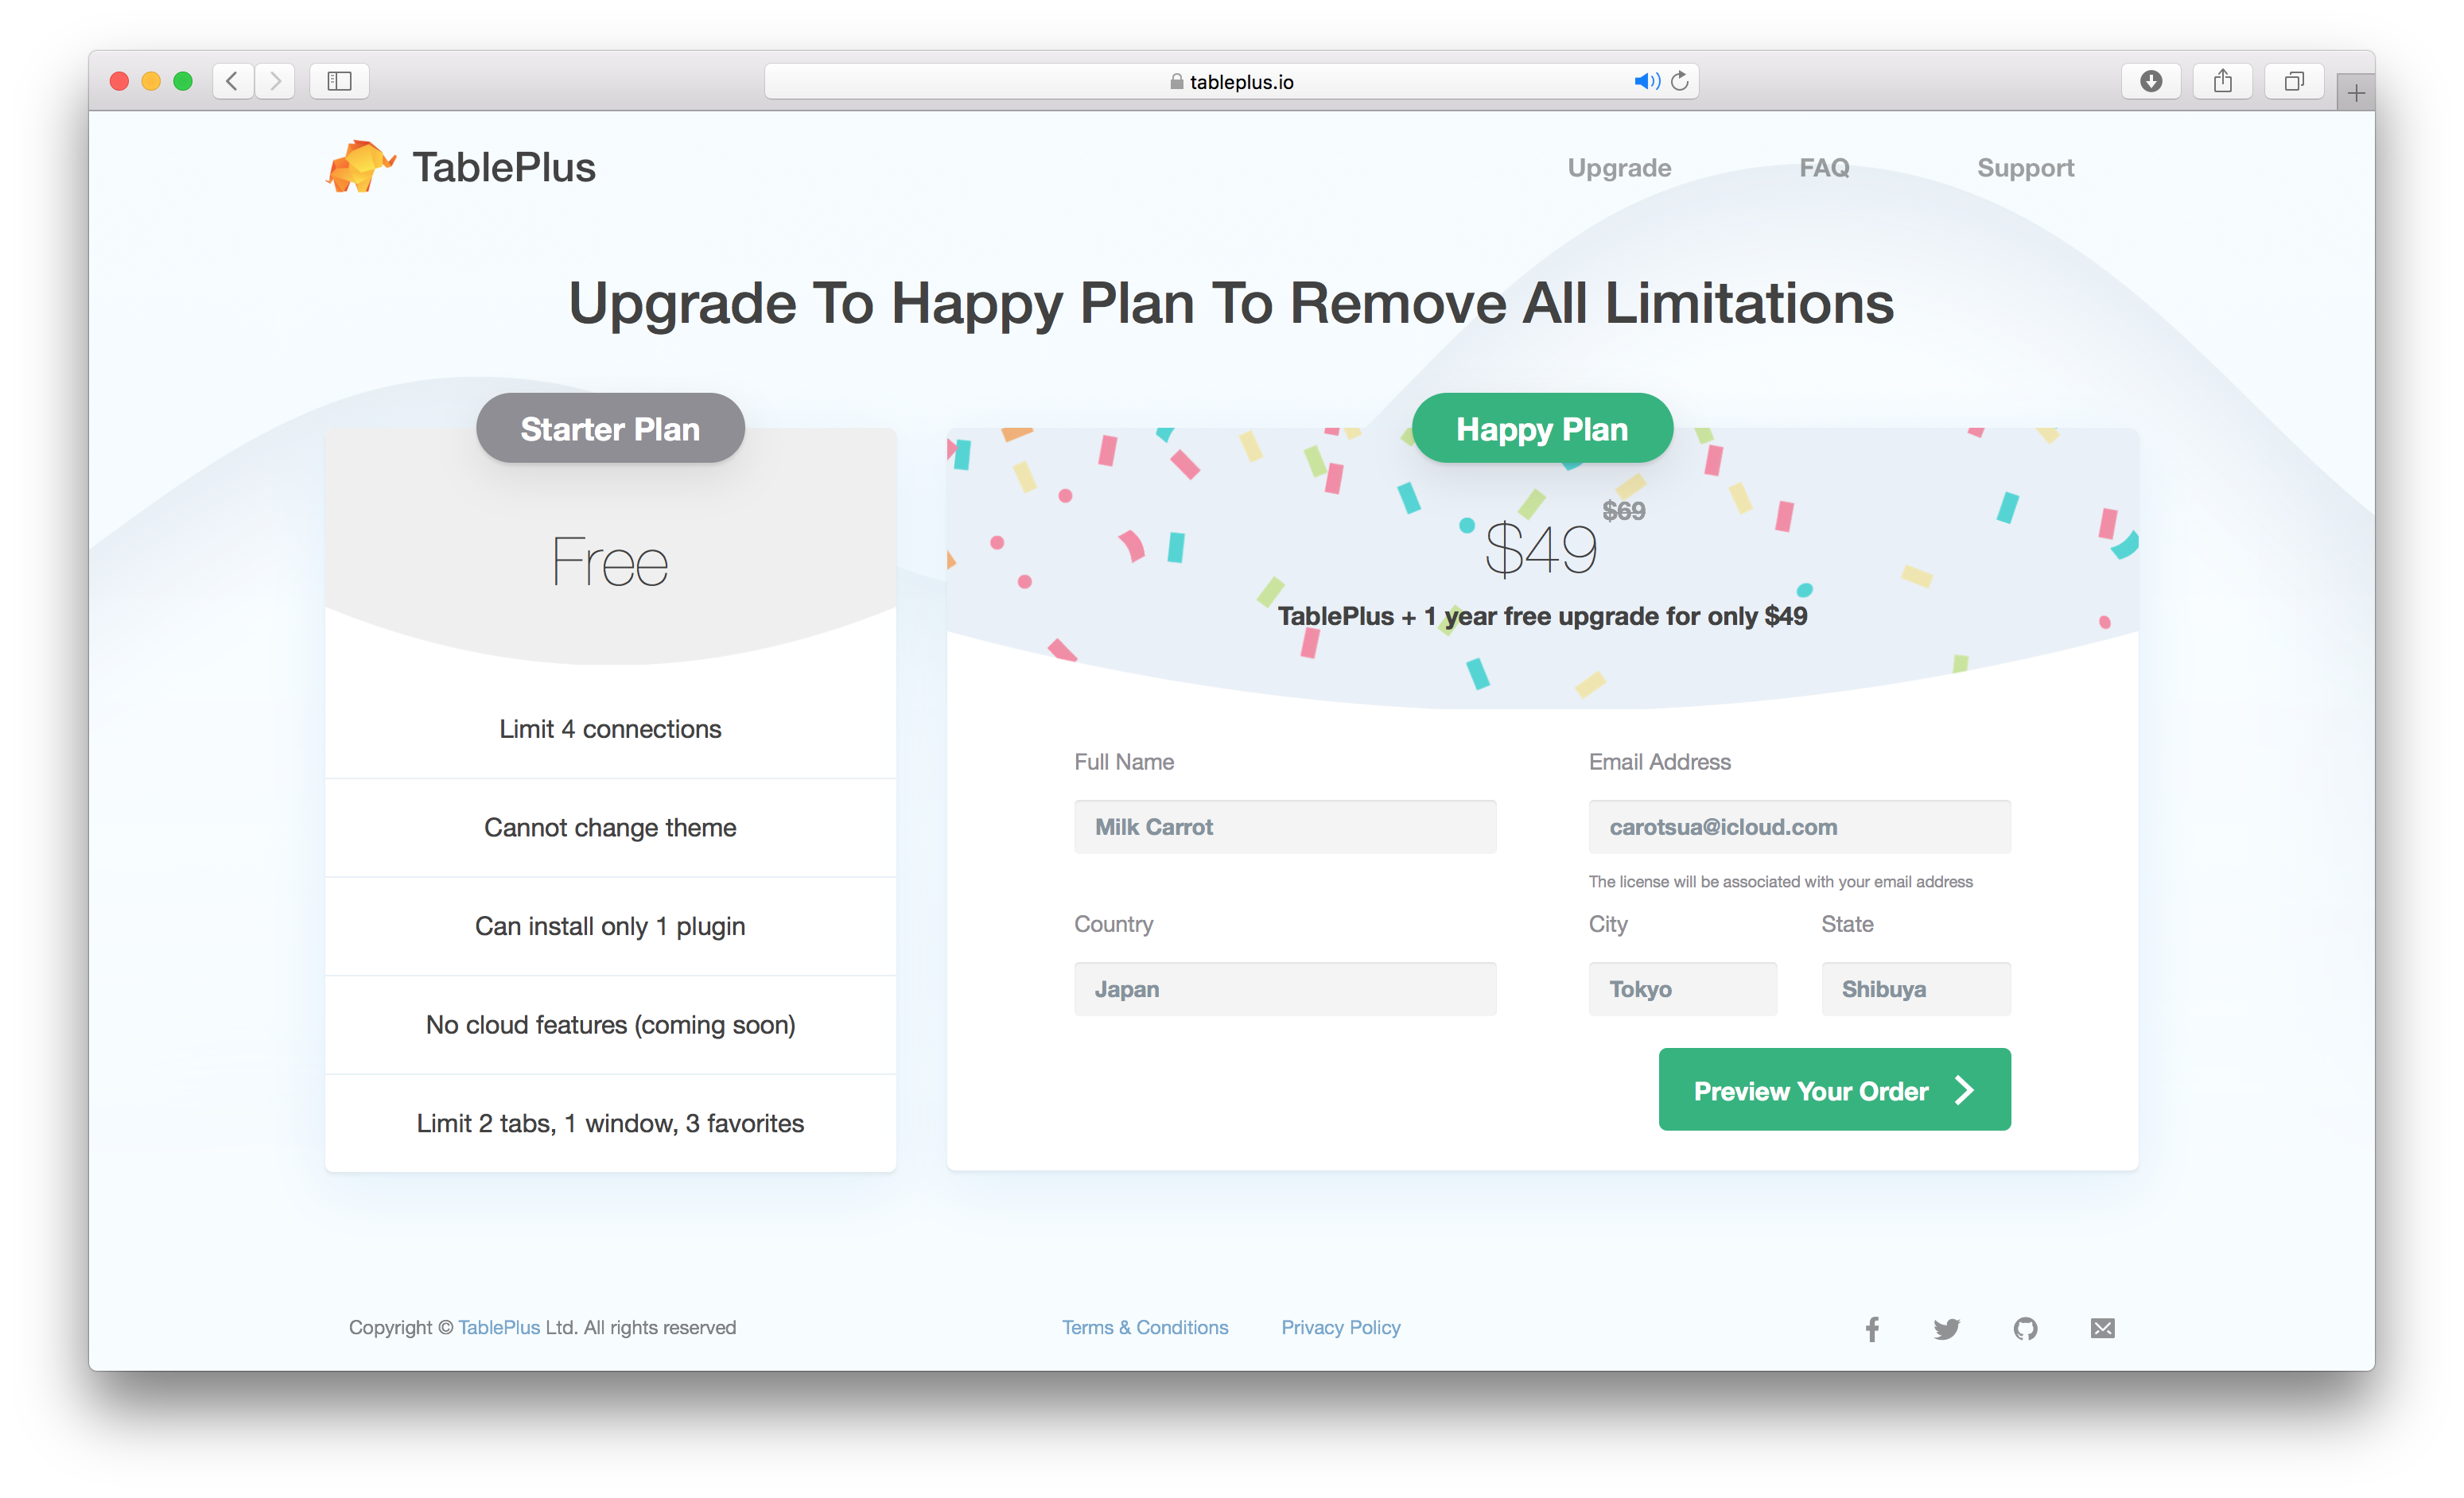 tableplus.io
TablePlus
Upgrade
FAQ
Support
Upgrade To Happy Plan To Remove All Limitations
Starter Plan
Free
Limit 4 connections
Cannot change theme
Can install only 1 plugin
No cloud features (coming soon)
Limit 2 tabs, 1 window, 3 favorites
Happy Plan
$69
$49
TablePlus + 1 year free upgrade for only $49
Full Name
Milk Carrot
Email Address
carotsua@icloud.com
The license will be associated with your email address
Country
Japan
City
Tokyo
State
Shibuya
Preview Your Order
Copyright © TablePlus Ltd. All rights reserved
Terms & Conditions
Privacy Policy